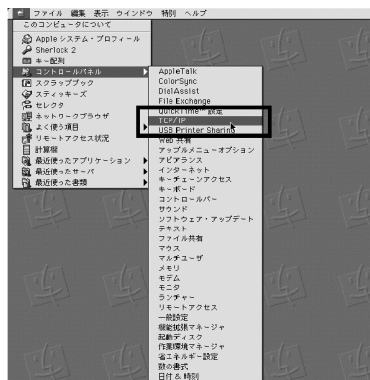 ファイル 編集 表示 ウインドウ 特別 ヘルプ
このコンピュータについて
Apple システム・プロフィール
Sherlock 2
キー配列
コントロールパネル
スクラップブック
スティッキーズ
セレクタ
ネットワークブラウザ
よく使う項目
リモートアクセス状況
計算機
最近使ったアプリケーション
最近使ったサーバ
最近使った書類
AppleTalk
ColorSync
DialAssist
File Exchange
QuickTime™ 設定
TCP/IP
USB Printer Sharing
Web 共有
アップルメニューオプション
アピアランス
インターネット
キーチェーンアクセス
キーボード
コントロールバー
サウンド
ソフトウェア・アップデート
テキスト
ファイル共有
マウス
マルチユーザ
メモリ
モデム
モニタ
ランチャー
リモートアクセス
一般設定
機能拡張マネージャ
起動ディスク
作業環境マネージャ
省エネルギー設定
数の書式
日付 & 時刻